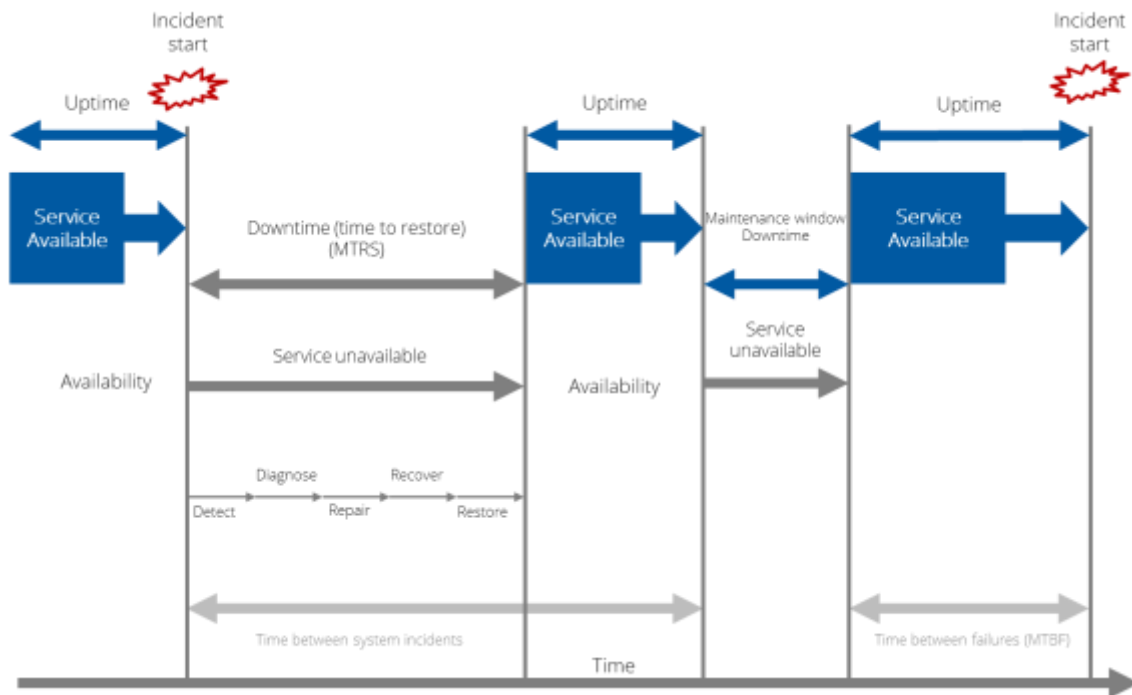 Incident
start
Incident
start
Uptime
Uptime
Uptime
Service
Available
Downtime (time to restore)
(MTRS)
Service
Available
Maintenance window
Downtime
Service
Available
Service unavailable
Service
unavailable
Availability
Availability
Diagnose
Recover
Detect
Repair
Restore
Time between system incidents
Time between failures (MTBF)
Time